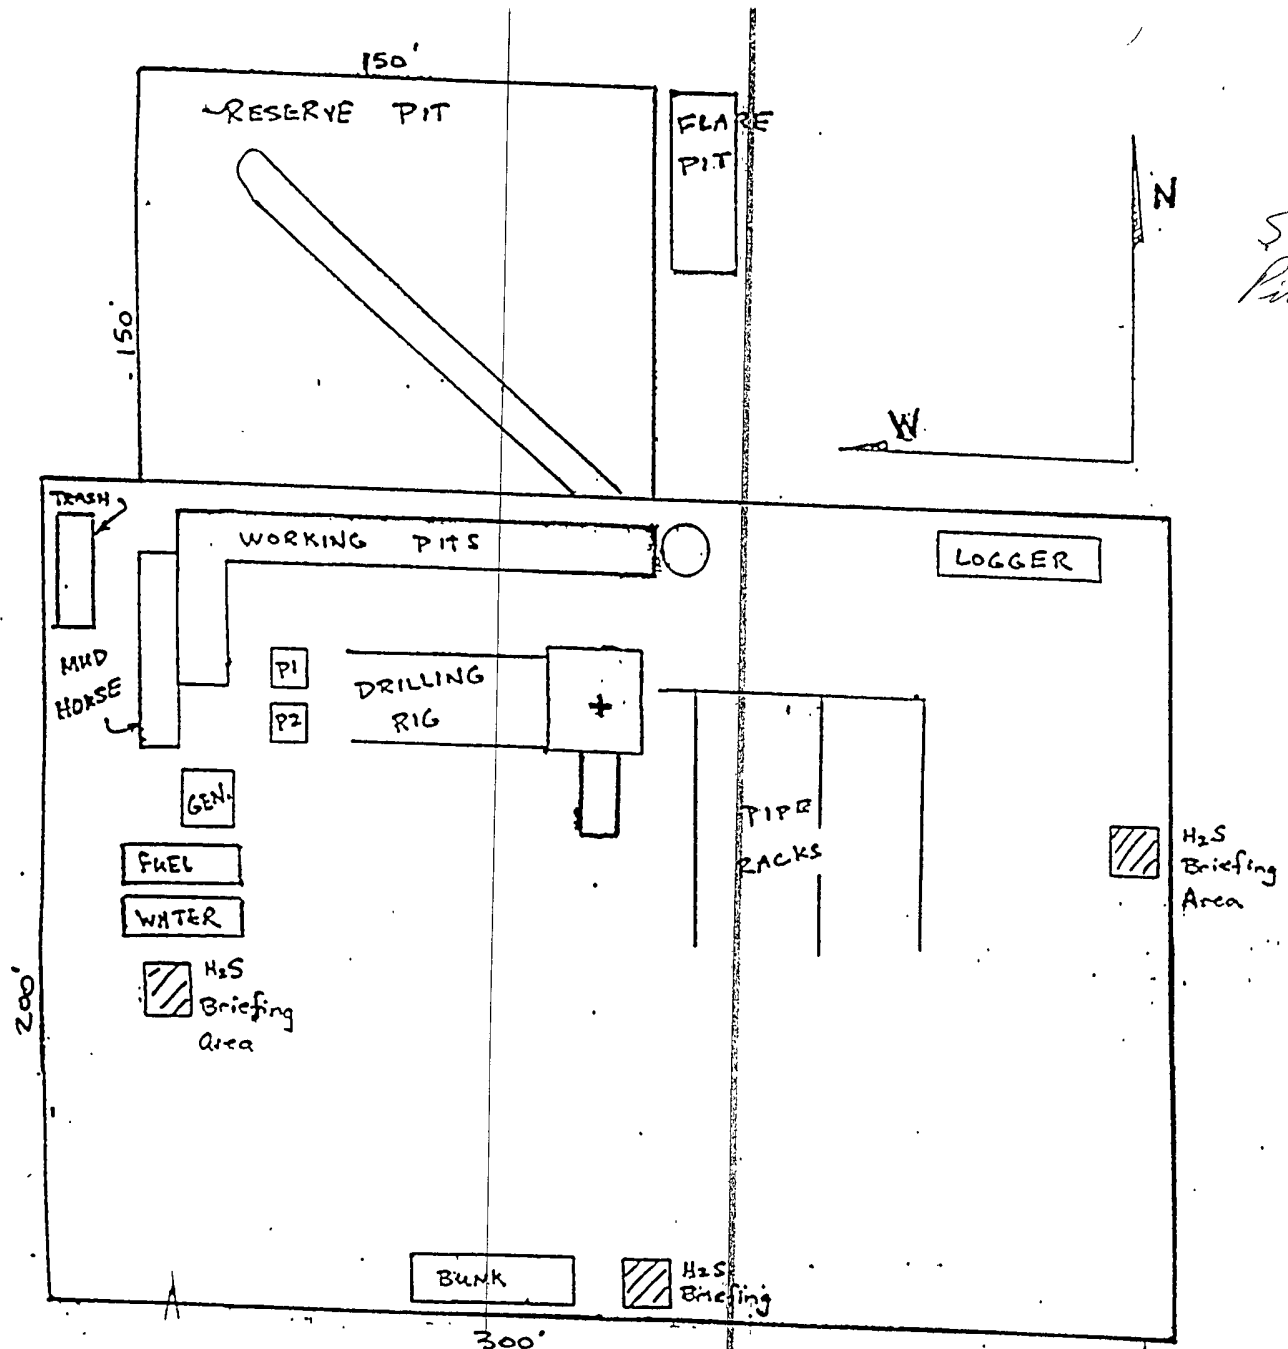 150'
RESERVE PIT
FLARE
PIT
N
150'
W
TRASH
WORKING PITS
LOGGER
MUD
HOUSE
P1
DRILLING
P2
RIG
GEN.
PIPE
RACKS
FUEL
H2S
Briefing
Area
WATER
H2S
Briefing
Area
200'
BUNK
H2S
Briefing
300'